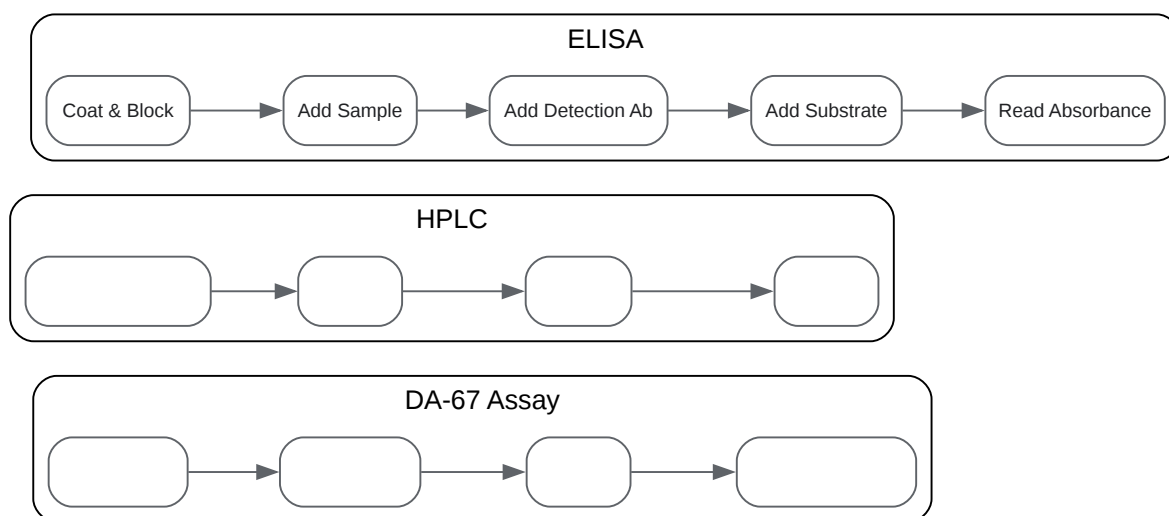 ELISA
Coat & Block
Add Sample
Add Detection Ab
Add Substrate
Read Absorbance
HPLC
DA-67 Assay